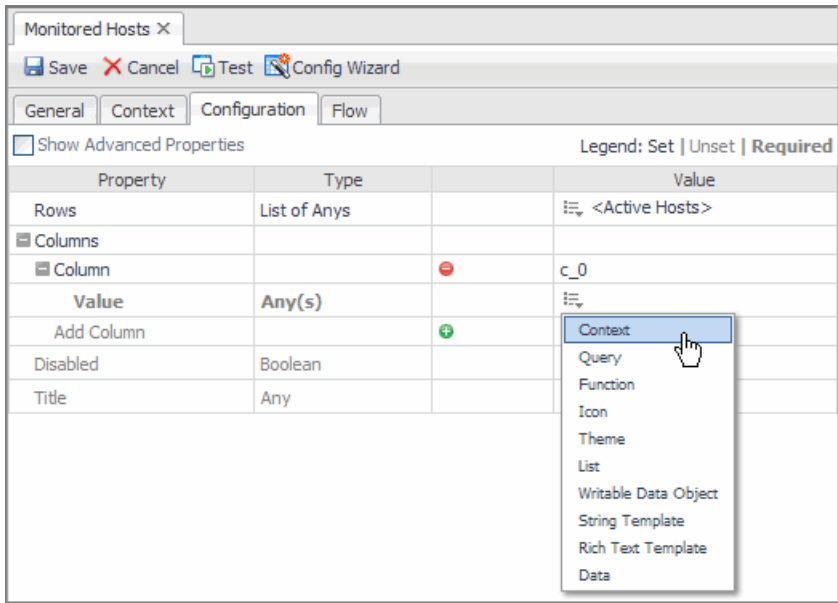 Monitored Hosts
Save Cancel Test Config Wizard
General Context Configuration Flow
Show Advanced Properties Legend: Set | Unset | Required
Property Type Value
Rows List of Anys <Active Hosts>
Columns
Column c_0
Value Any(s)
Add Column
Disabled Boolean
Title Any
Context
Query
Function
Icon
Theme
List
Writable Data Object
String Template
Rich Text Template
Data